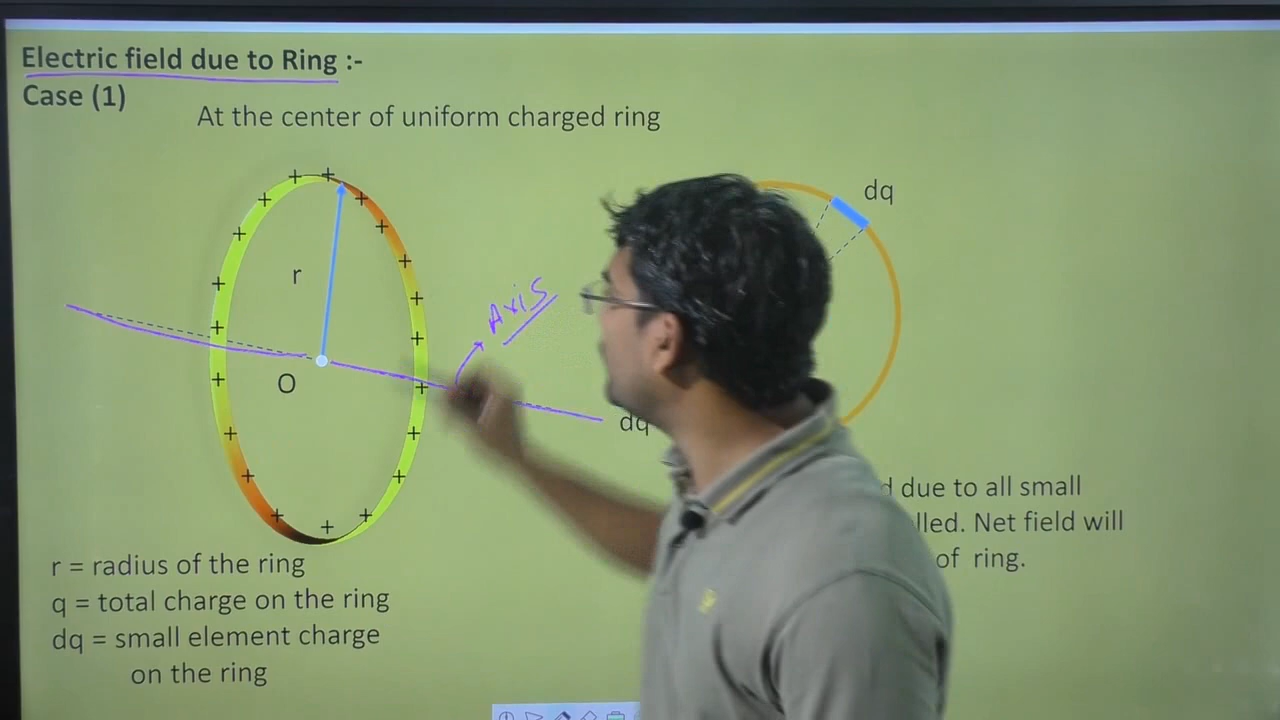 Electric field due to Ring :-
Case (1)
At the center of uniform charged ring
dq
r
Axis
O
dq
due to all small
Net field will
of ring.
r = radius of the ring
q = total charge on the ring
dq = small element charge
on the ring